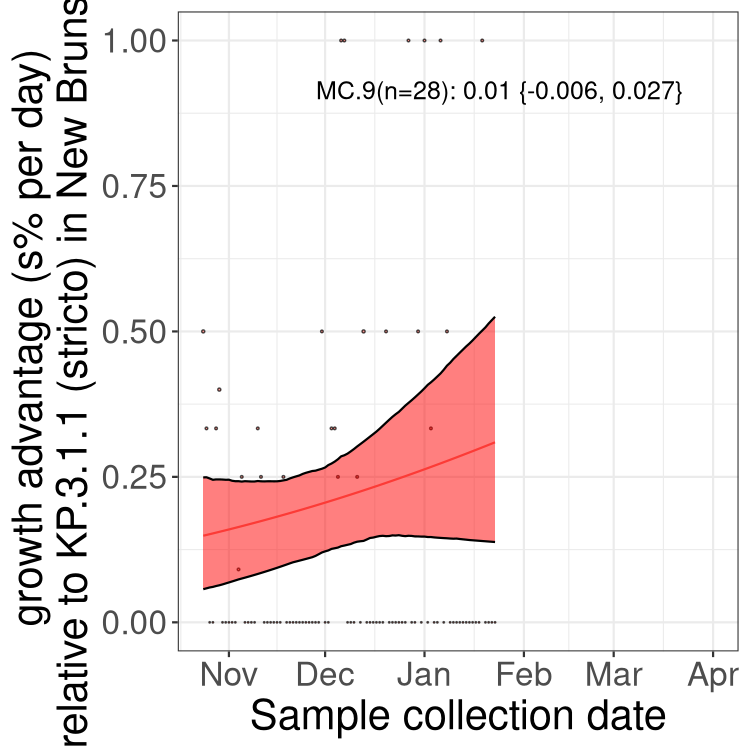 growth advantage (s% per day)
relative to KP.3.1.1 (stricto) in New Bruns
1.00
0.75
0.50
0.25
0.00
MC.9(n=28): 0.01 {-0.006, 0.027}
Nov Dec Jan Feb Mar Apr
Sample collection date